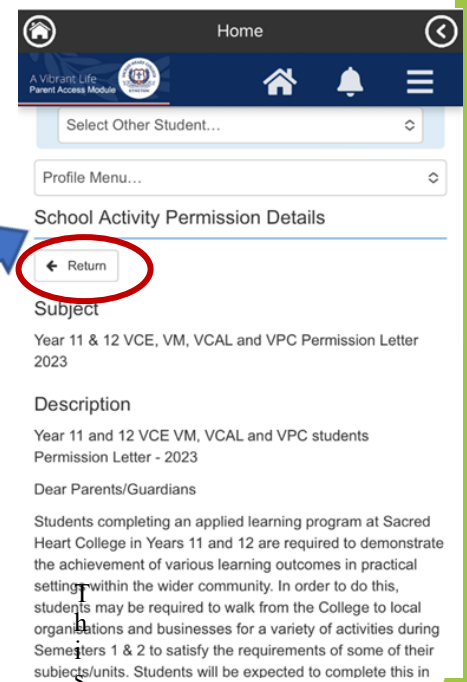 Home
A Vibrant Life
Parent Access Module
Select Other Student...
Profile Menu...
School Activity Permission Details
Return
Subject
Year 11 & 12 VCE, VM, VCAL and VPC Permission Letter
2023
Description
Year 11 and 12 VCE VM, VCAL and VPC students
Permission Letter - 2023
Dear Parents/Guardians
Students completing an applied learning program at Sacred
Heart College in Years 11 and 12 are required to demonstrate
the achievement of various learning outcomes in practical
settings within the wider community. In order to do this,
students may be required to walk from the College to local
organisations and businesses for a variety of activities during
Semesters 1 & 2 to satisfy the requirements of some of their
subjects/units. Students will be expected to complete this in
T
h
i
s